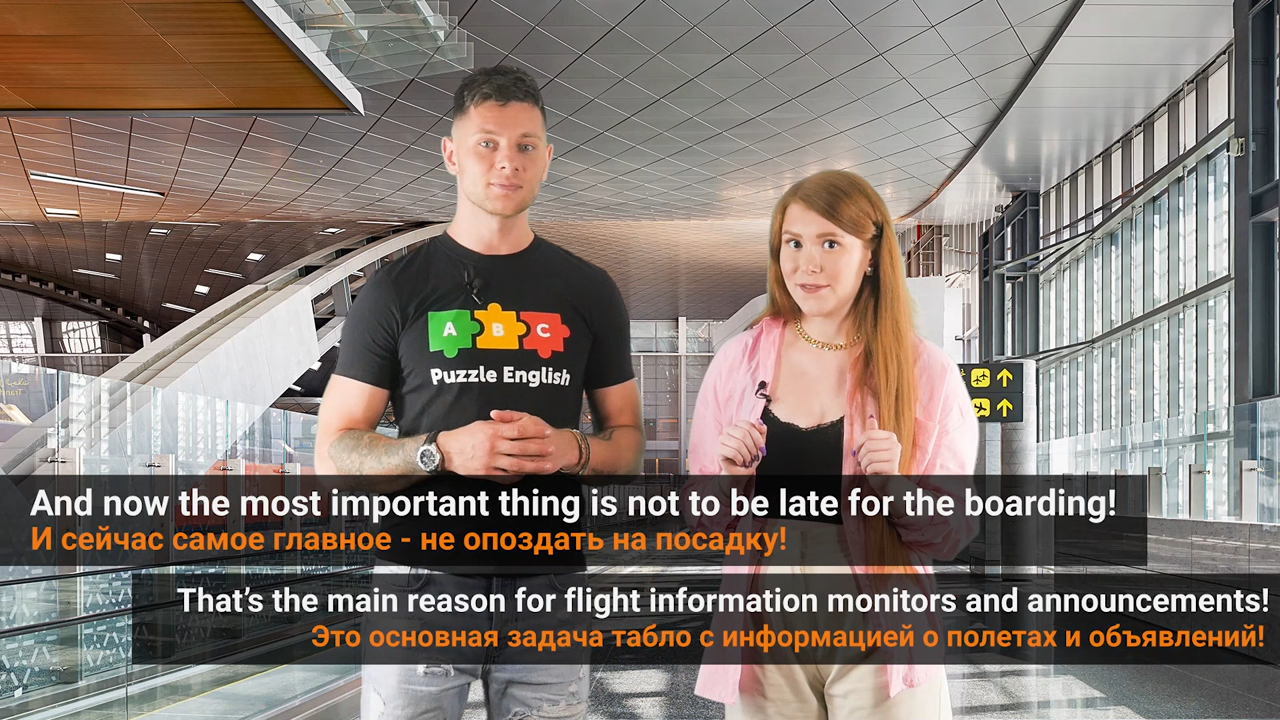 A B C
Puzzle English
And now the most important thing is not to be late for the boarding!
И сейчас самое главное - не опоздать на посадку!
That's the main reason for flight information monitors and announcements!
Это основная задача табло с информацией о полетах и объявлений!